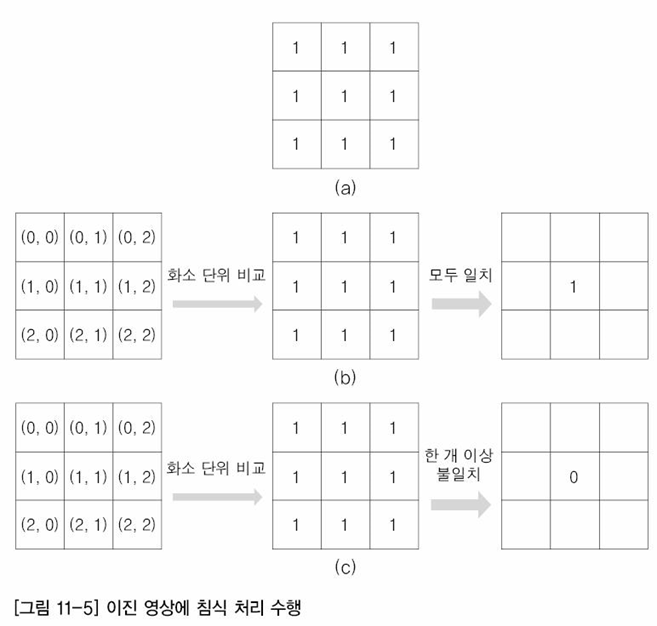 1 1 1
1 1 1
1 1 1
(a)
(0, 0) (0, 1) (0, 2) 1 1 1
화소 단위 비교 모두 일치
(1, 0) (1, 1) (1, 2) 1 1 1 1
(2, 0) (2, 1) (2, 2) 1 1 1
(b)
(0, 0) (0, 1) (0, 2) 1 1 1
한 개 이상
화소 단위 비교 불일치
(1, 0) (1, 1) (1, 2) 1 1 1 0
(2, 0) (2, 1) (2, 2) 1 1 1
(c)
[그림 11-5] 이진 영상에 침식 처리 수행